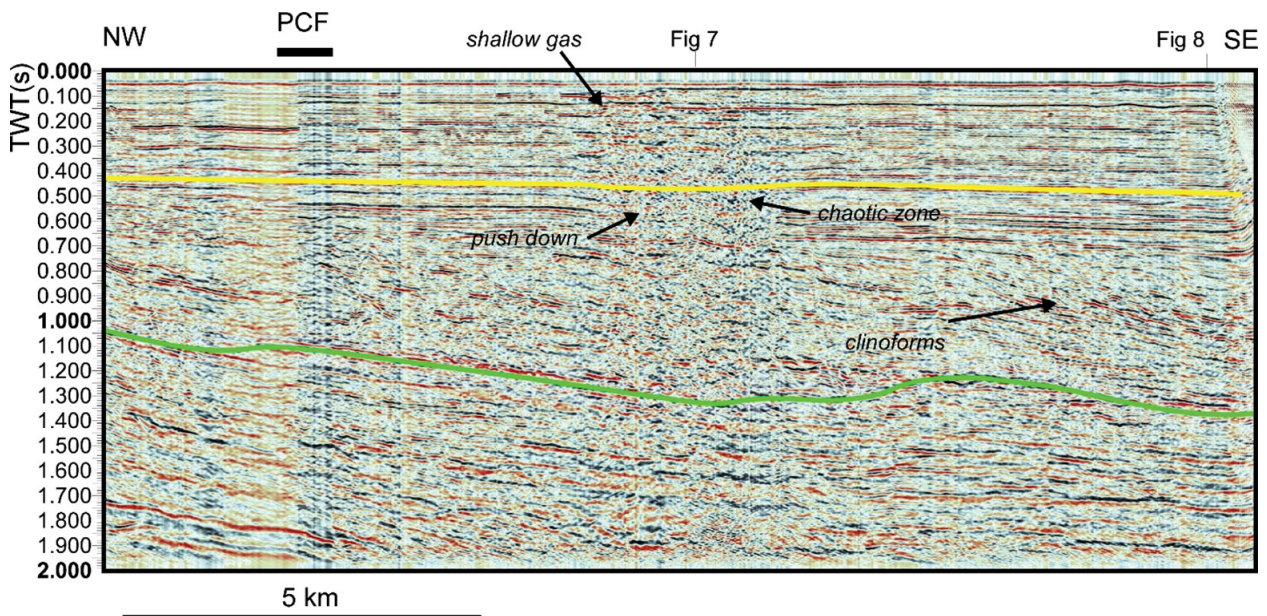 NW
PCF
shallow gas
Fig 7
Fig 8
SE
TWT(s)
0.000
0.100
0.200
0.300
0.400
0.500
0.600
0.700
0.800
0.900
1.000
1.100
1.200
1.300
1.400
1.500
1.600
1.700
1.800
1.900
2.000
chaotic zone
push down
clinoforms
5 km